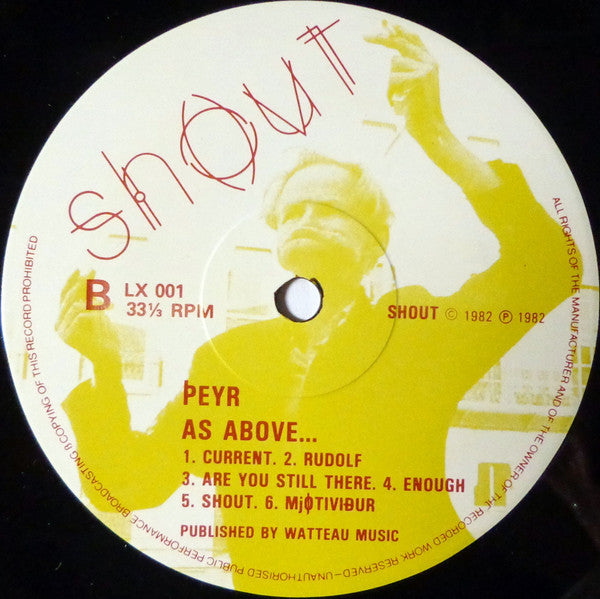 shout
B LX 001
33⅓ RPM
SHOUT © 1982 ℗ 1982
ÞEYR
AS ABOVE...
1. CURRENT. 2. RUDOLF
3. ARE YOU STILL THERE. 4. ENOUGH
5. SHOUT. 6. MjϕTIVIÐUR
PUBLISHED BY WATTEAU MUSIC
ALL RIGHTS OF THE MANUFACTURER AND OF THE OWNER OF THE RECORDED WORK RESERVED – UNAUTHORISED PUBLIC PERFORMANCE BROADCASTING & COPYING OF THIS RECORD PROHIBITED